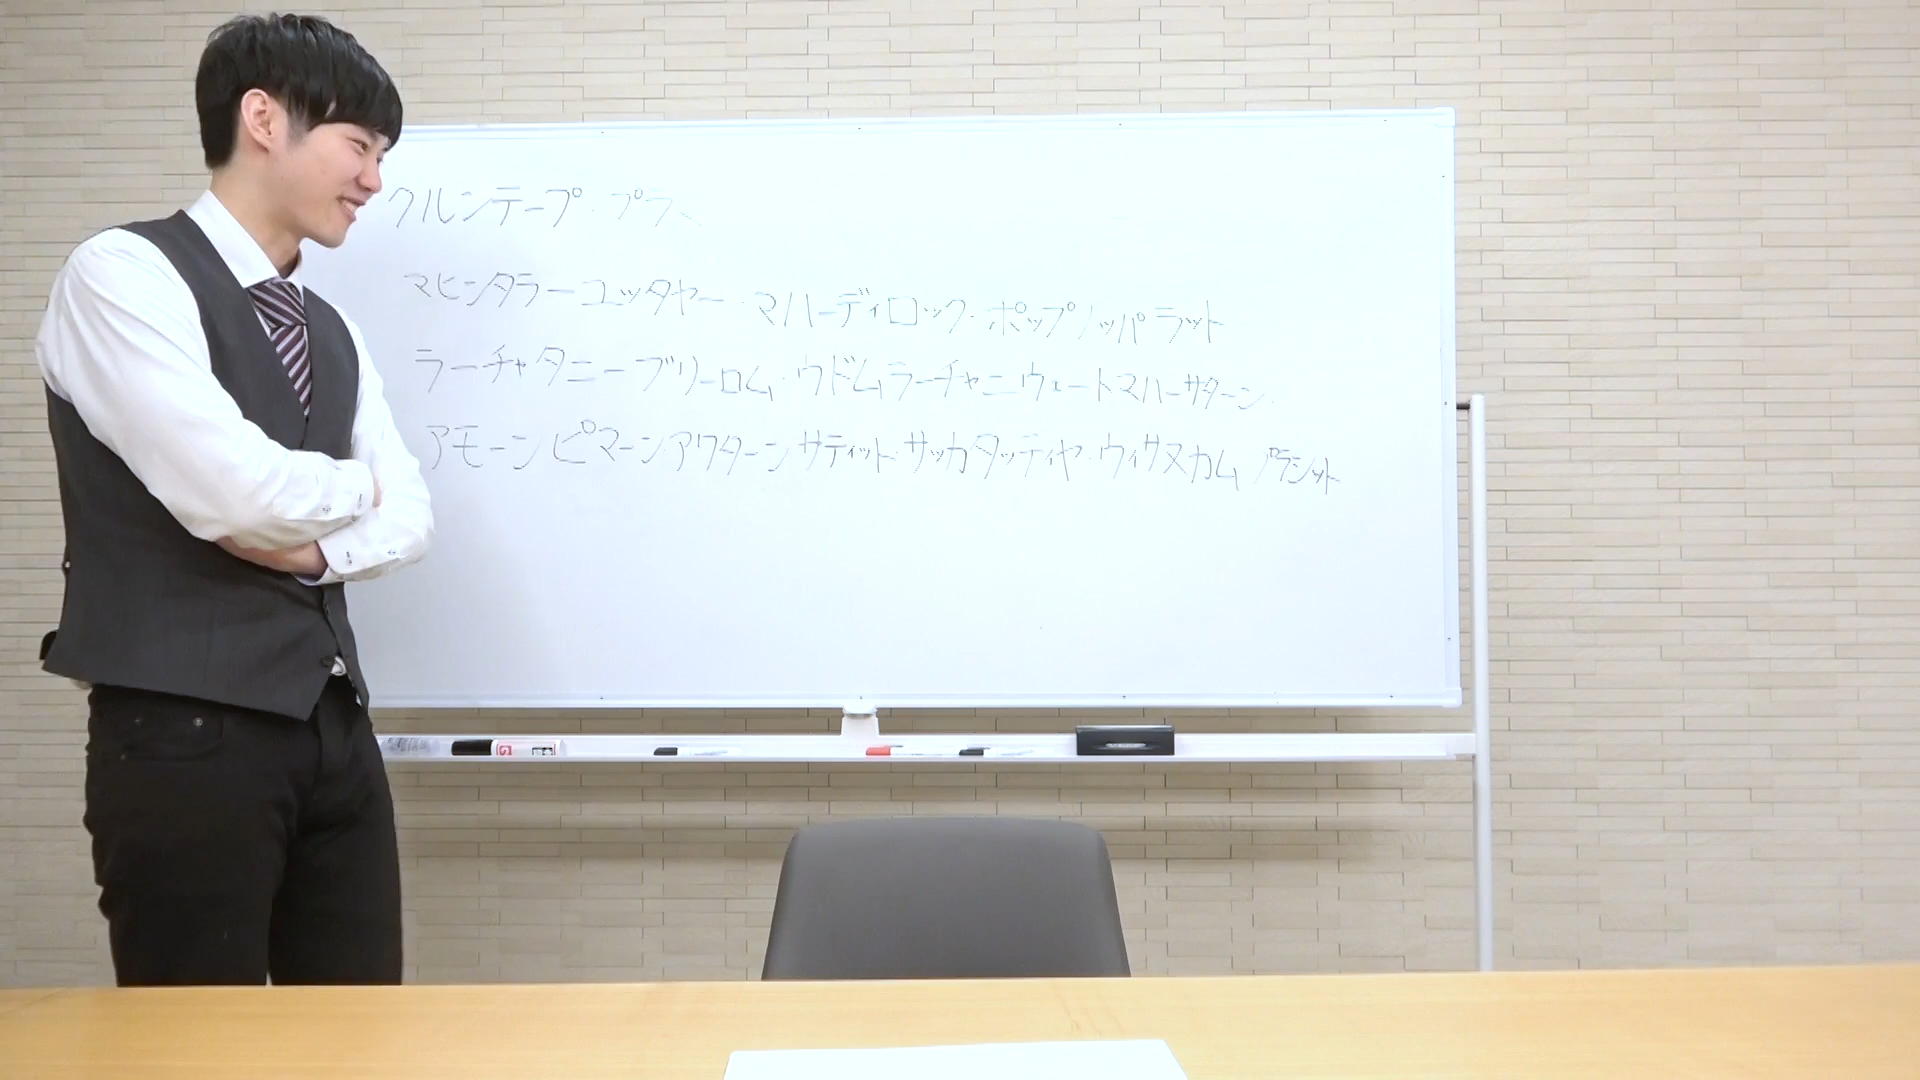 クルンテープ・プラ
マヒンタラーユッタヤー・マハーディロック・ポップノッパラット
ラーチャタニーブリーロム・ウドムラーチャニウェートマハーサターン・
アモーンピマーン・アワターンサティット・サッカタッティヤ・ウィサヌカムプラシット